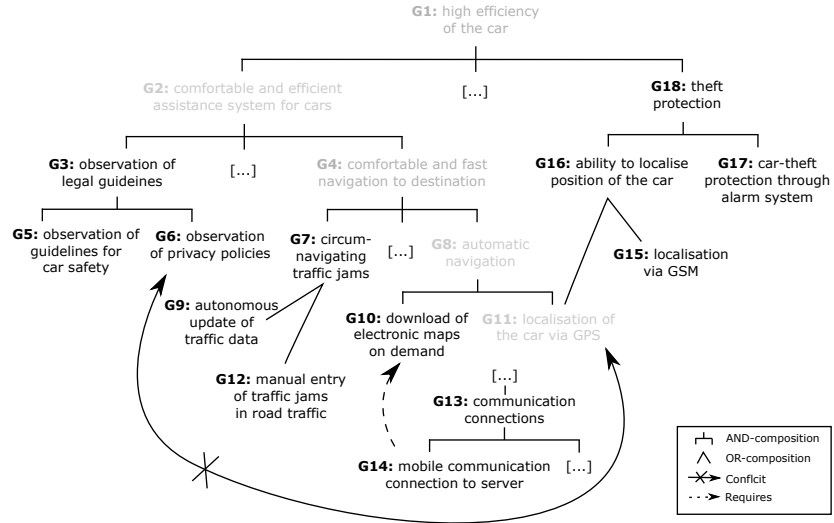 G1: high efficiency
of the car
G2: comfortable and efficient
assistance system for cars
[...]
G18: theft
protection
G3: observation of
legal guideines
[...]
G4: comfortable and fast
navigation to destination
G16: ability to localise
position of the car
G17: car-theft
protection through
alarm system
G5: observation of
guidelines for
car safety
G6: observation
of privacy policies
G7: circum-
navigating
traffic jams
[...]
G8: automatic
navigation
G15: localisation
via GSM
G9: autonomous
update of
traffic data
G10: download of
electronic maps
on demand
G11: localisation of
the car via GPS
G12: manual entry
of traffic jams
in road traffic
[...]
G13: communication
connections
G14: mobile communication
connection to server
[...]
AND-composition
OR-composition
Conflcit
Requires